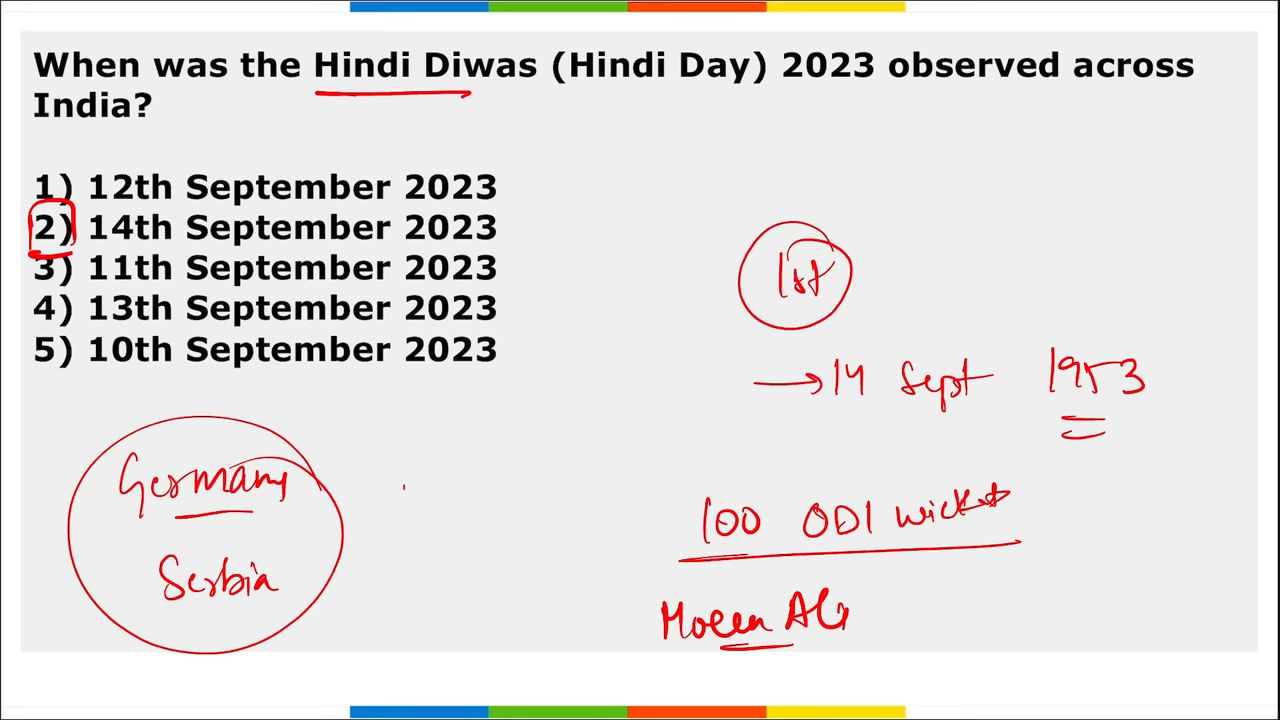 When was the Hindi Diwas (Hindi Day) 2023 observed across
India?
1) 12th September 2023
2) 14th September 2023
3) 11th September 2023
4) 13th September 2023
5) 10th September 2023
1st
→ 14 Sept 1953
Germany
Serbia
100 ODI wickets
Moeen Ali